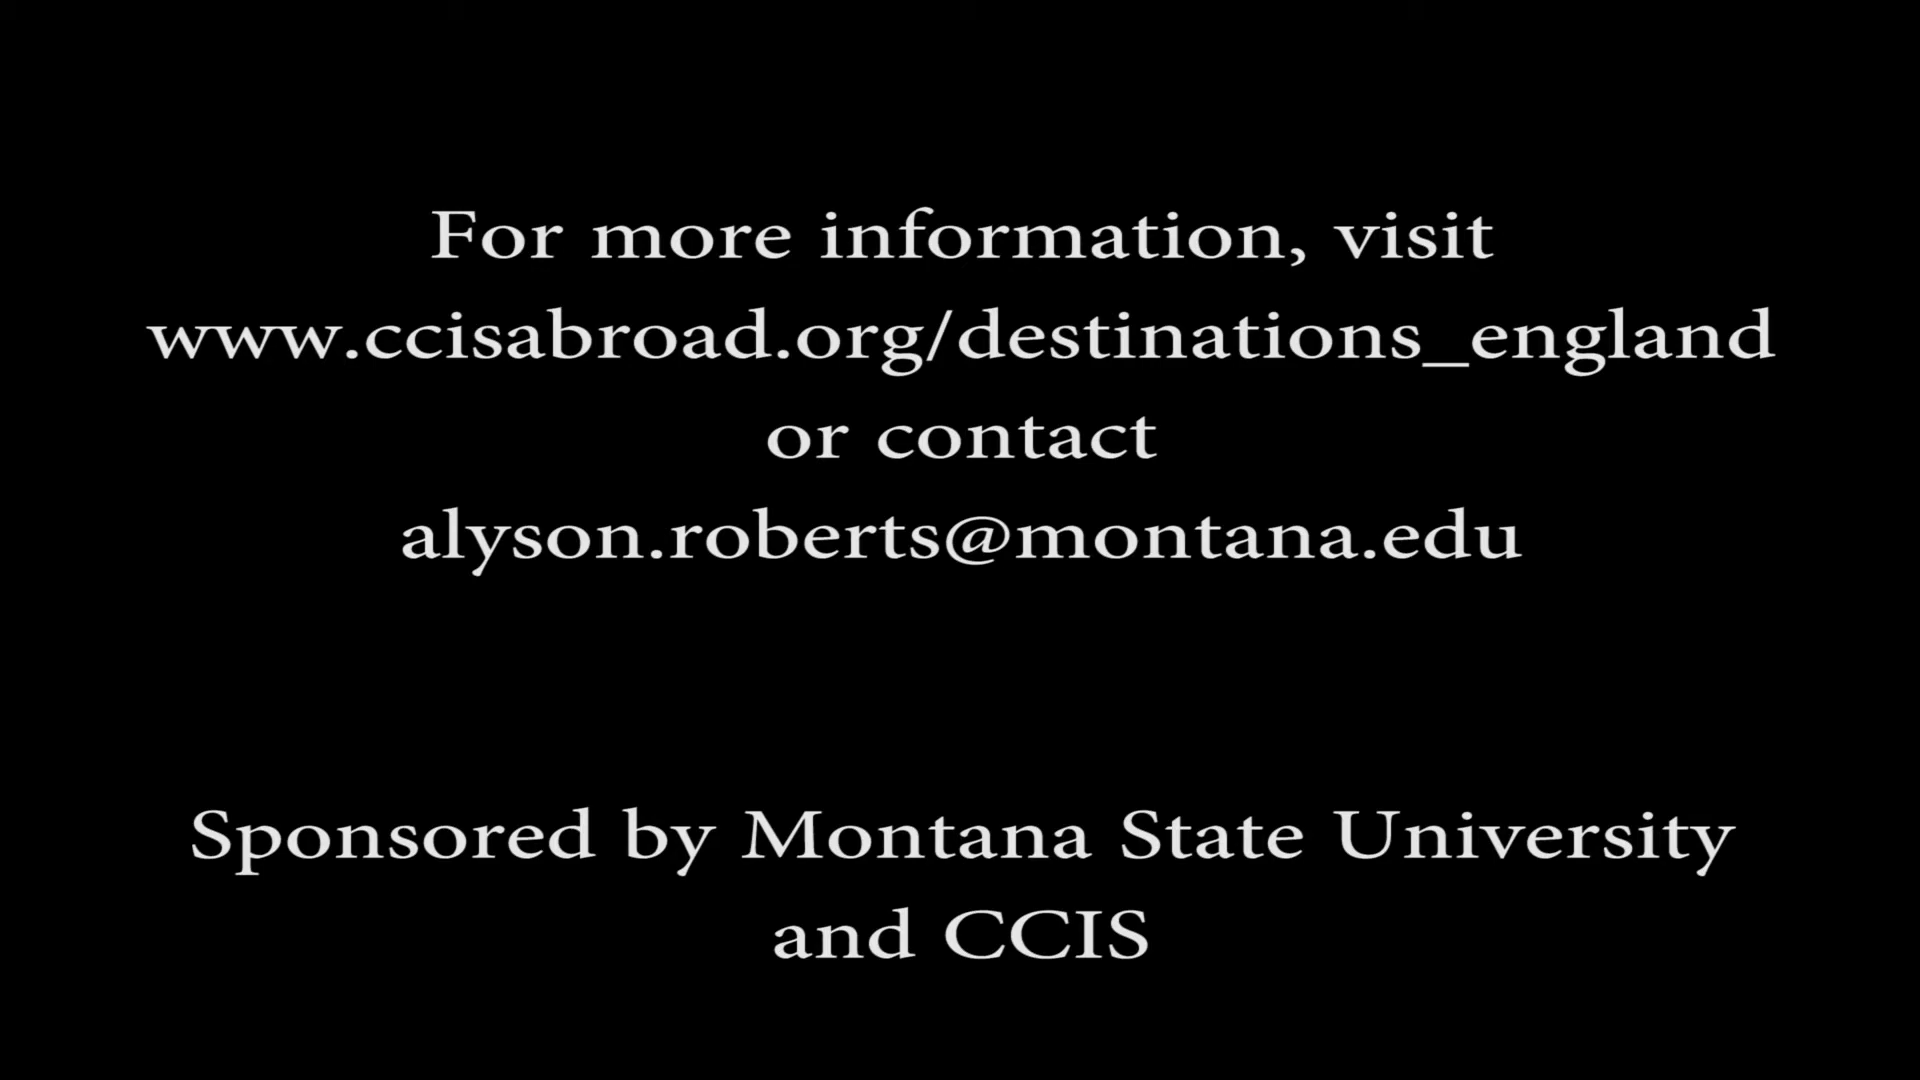 For more information, visit
www.ccisabroad.org/destinations_england
or contact
alyson.roberts@montana.edu
Sponsored by Montana State University
and CCIS